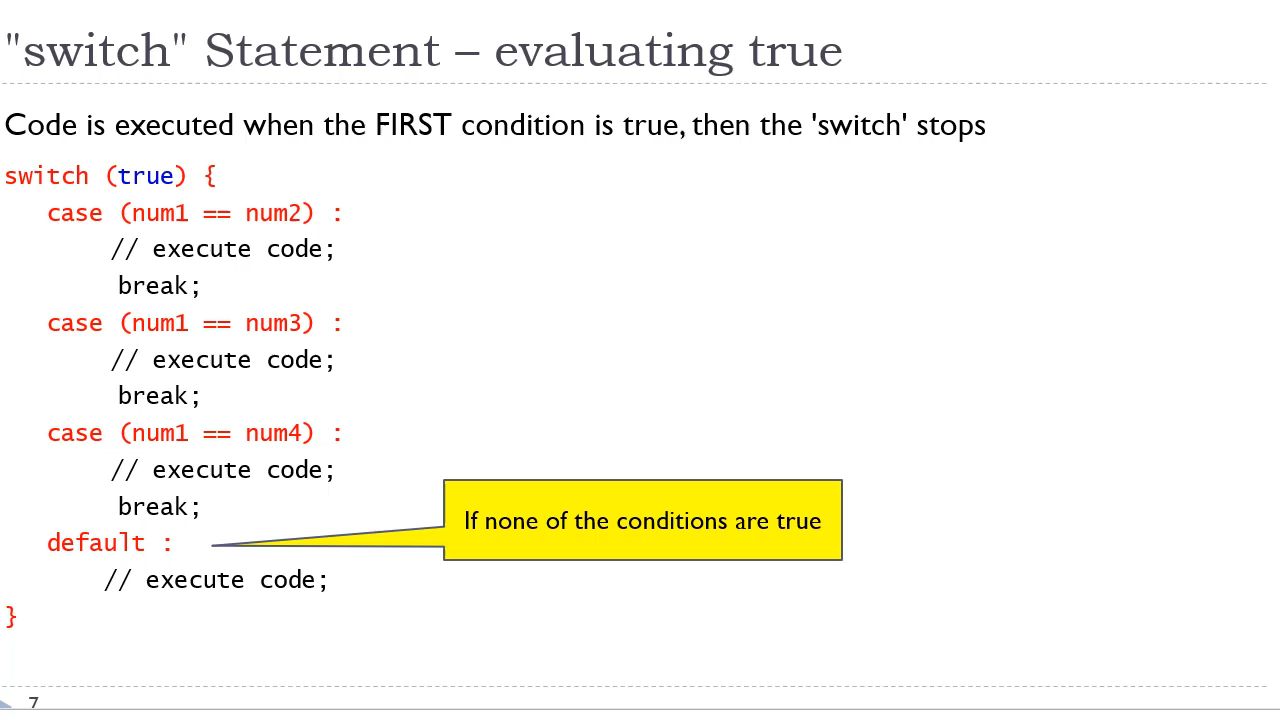 "switch" Statement – evaluating true
Code is executed when the FIRST condition is true, then the 'switch' stops
switch (true) {
case (num1 == num2) :
// execute code;
break;
case (num1 == num3) :
// execute code;
break;
case (num1 == num4) :
// execute code;
break;
If none of the conditions are true
default :
// execute code;
}
7